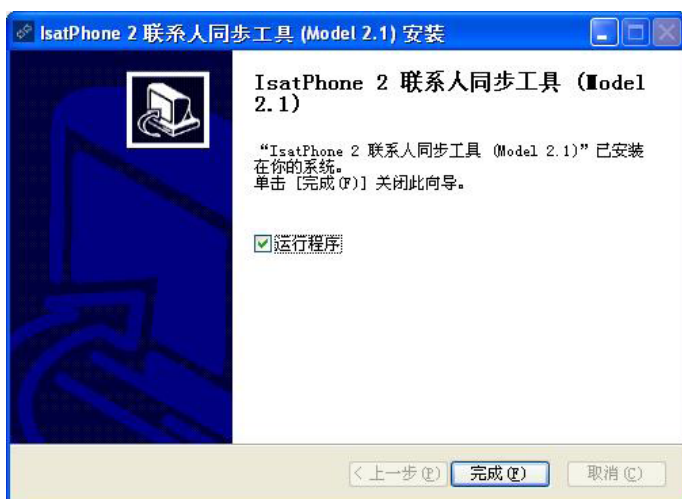 IsatPhone 2 联系人同步工具 (Model 2.1) 安装
IsatPhone 2 联系人同步工具 (Model
2.1)
“IsatPhone 2 联系人同步工具 (Model 2.1)”已安装
在你的系统。
单击 [完成(F)] 关闭此向导。
运行程序
< 上一步(P) 完成(F) 取消(C)